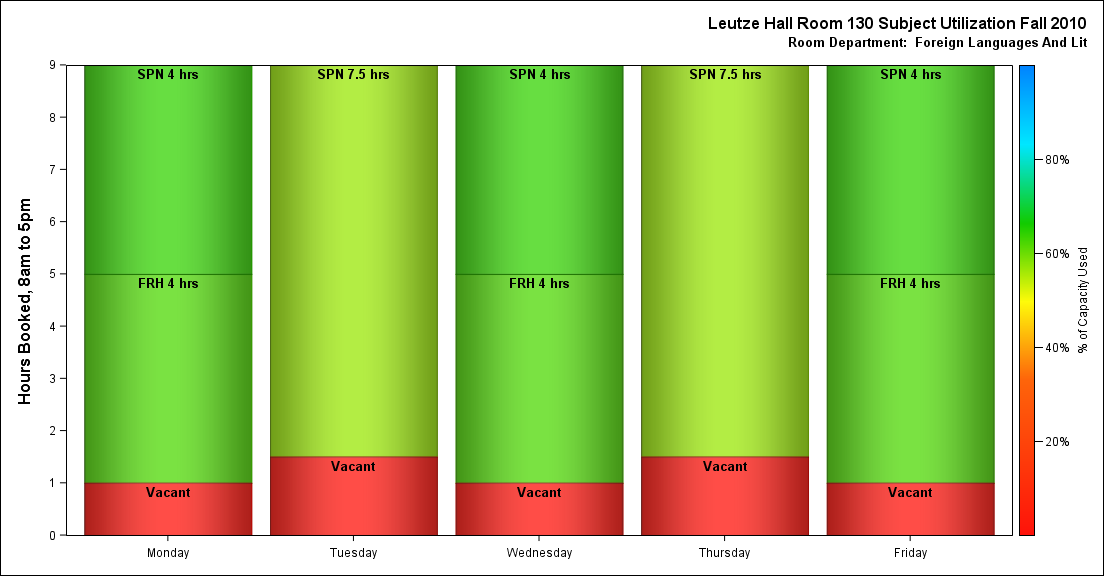 Leutze Hall Room 130 Subject Utilization Fall 2010
Room Department:  Foreign Languages And Lit
Hours Booked, 8am to 5pm
9
8
7
6
5
4
3
2
1
0
SPN 4 hrs
SPN 7.5 hrs
SPN 4 hrs
SPN 7.5 hrs
SPN 4 hrs
FRH 4 hrs
FRH 4 hrs
FRH 4 hrs
Vacant
Vacant
Vacant
Vacant
Vacant
Monday
Tuesday
Wednesday
Thursday
Friday
80%
60%
40%
20%
% of Capacity Used